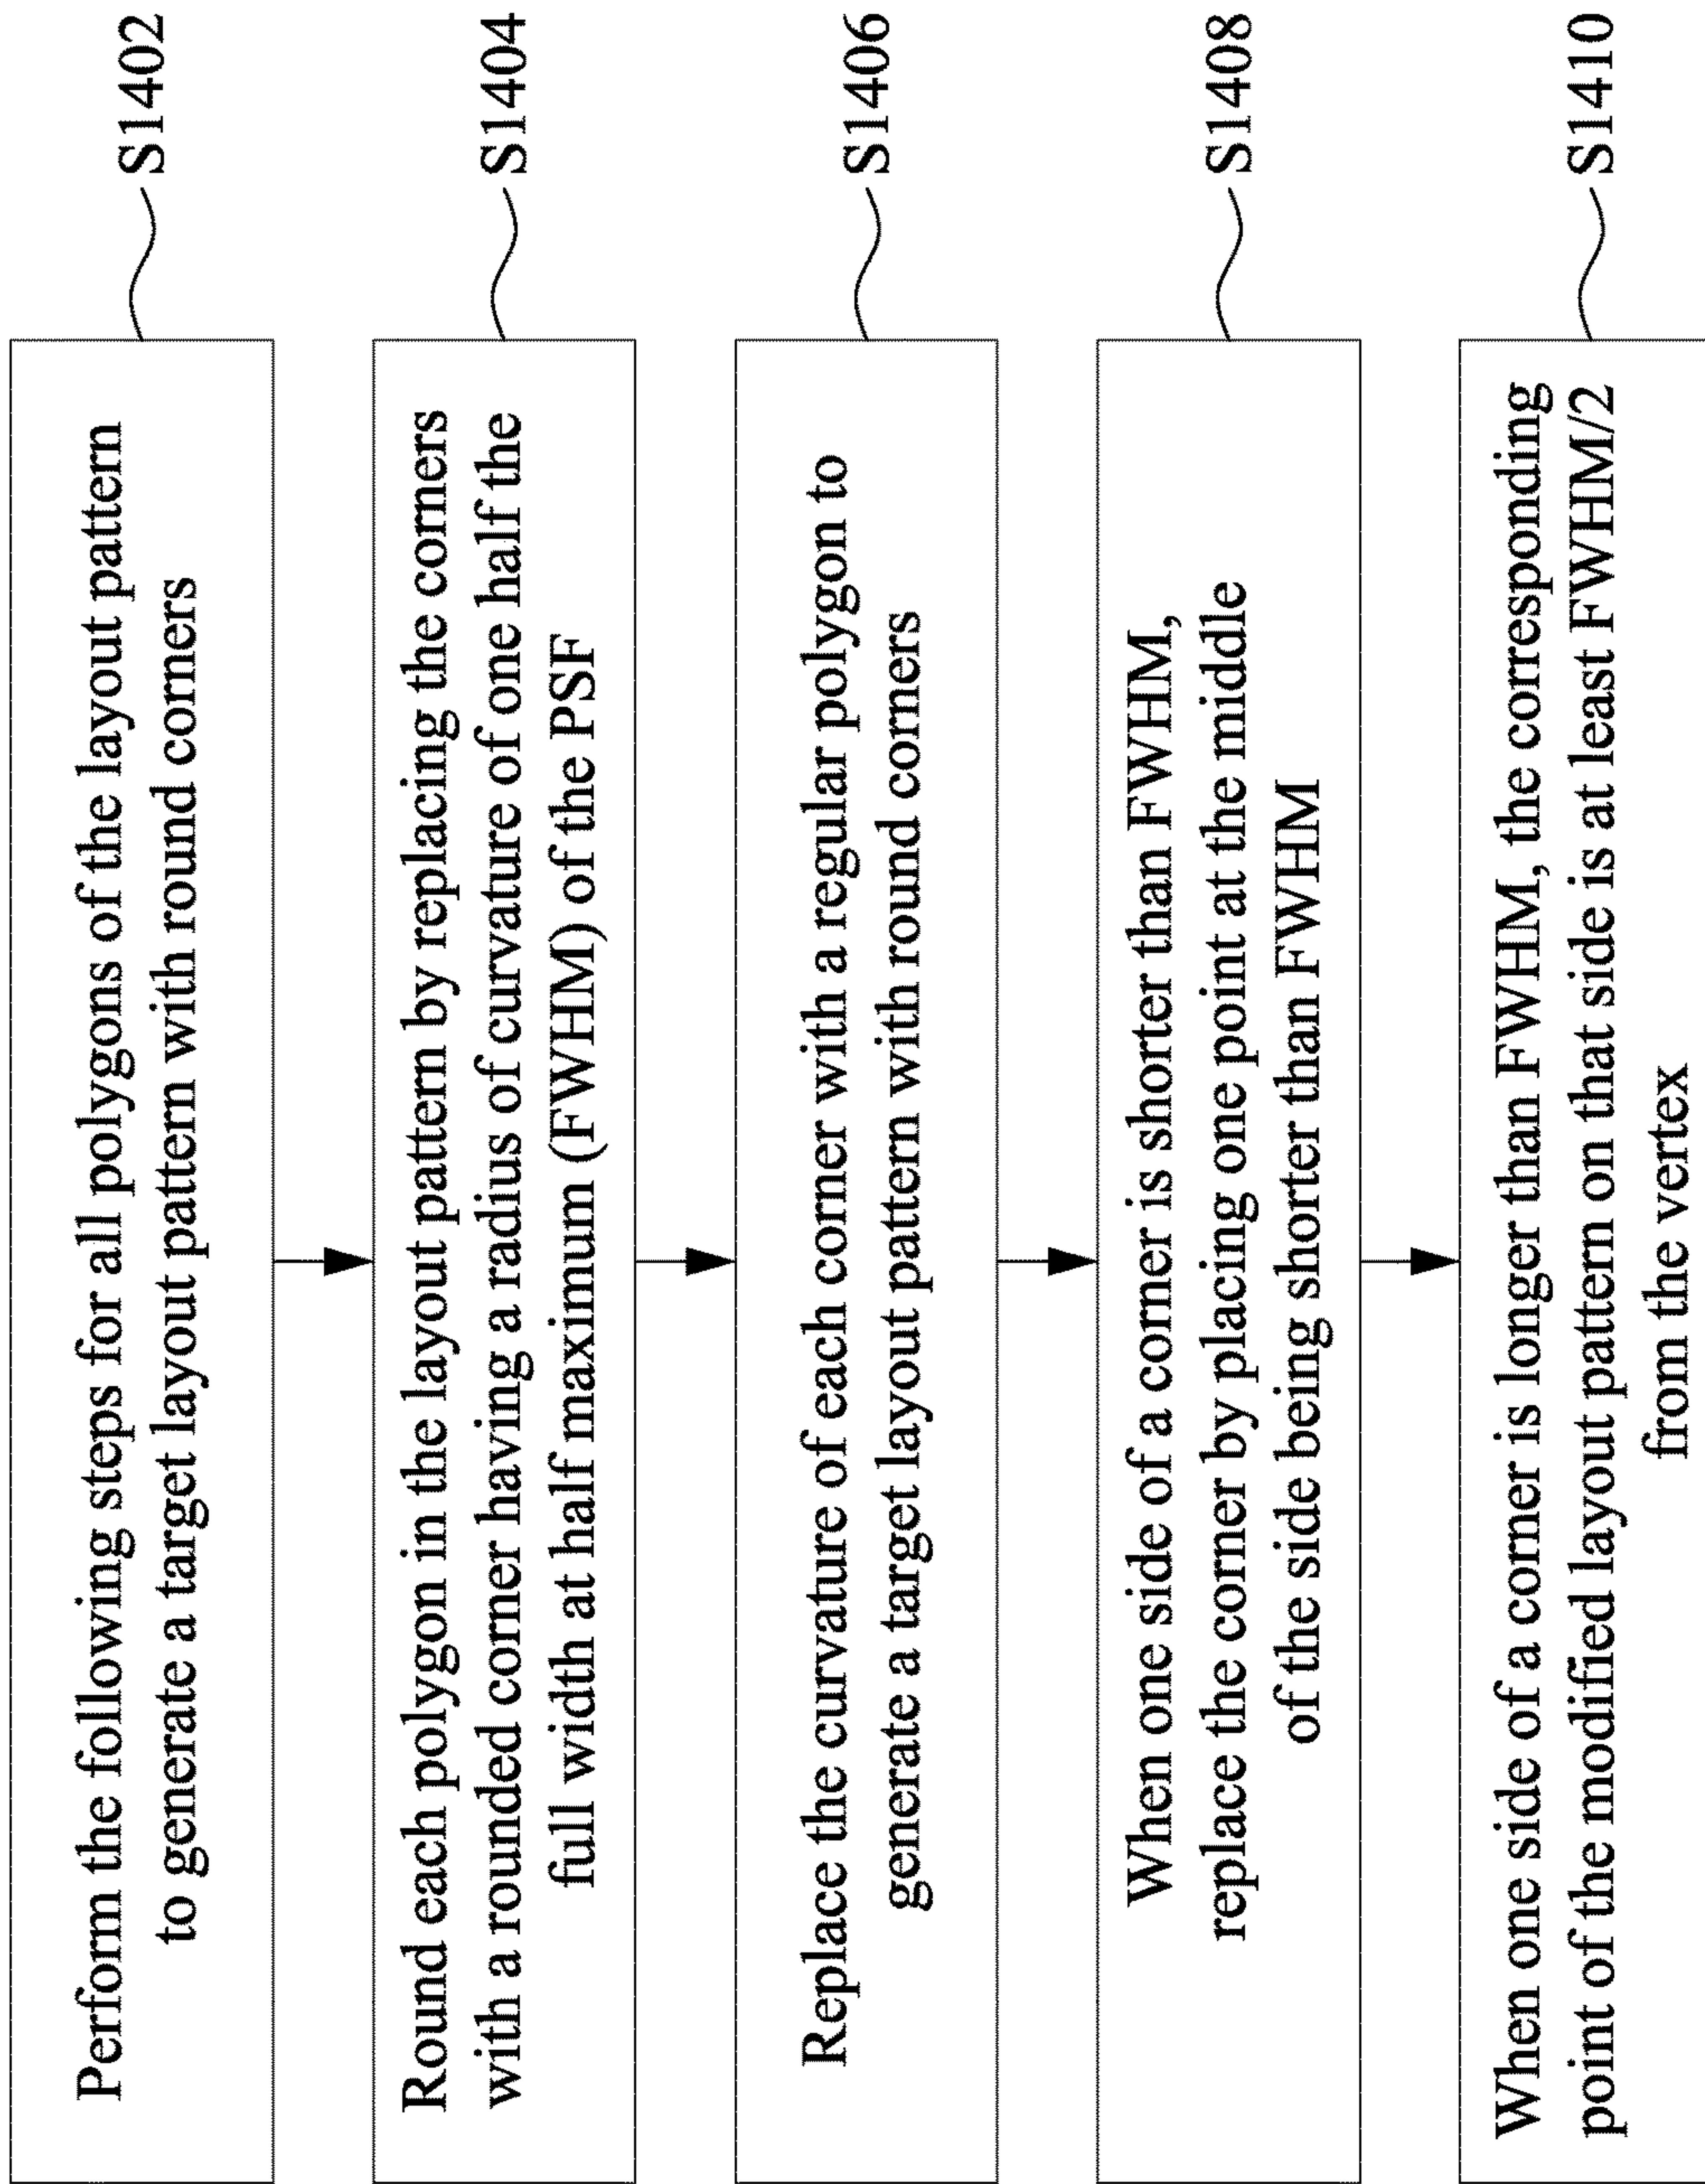 Perform the following steps for all polygons of the layout pattern
to generate a target layout pattern with round corners
S1402
Round each polygon in the layout pattern by replacing the corners
with a rounded corner having a radius of curvature of one half the
full width at half maximum (FWHM) of the PSF
S1404
Replace the curvature of each corner with a regular polygon to
generate a target layout pattern with round corners
S1406
When one side of a corner is shorter than FWHM,
replace the corner by placing one point at the middle
of the side being shorter than FWHM
S1408
When one side of a corner is longer than FWHM, the corresponding
point of the modified layout pattern on that side is at least FWHM/2
from the vertex
S1410